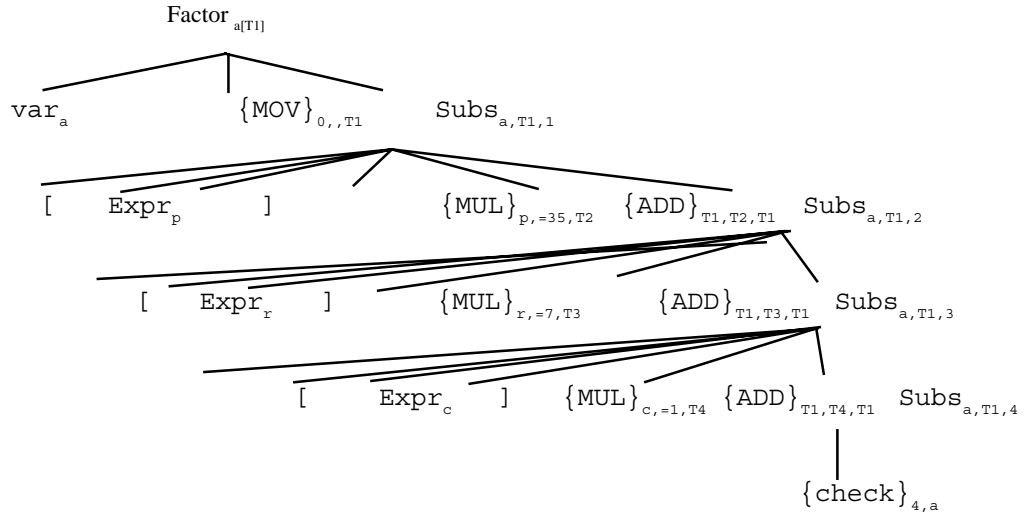 Factor a[T1]
var a {MOV} 0,,T1 Subs a,T1,1
[ Expr p ] {MUL} p,=35,T2 {ADD} T1,T2,T1 Subs a,T1,2
[ Expr r ] {MUL} r,=7,T3 {ADD} T1,T3,T1 Subs a,T1,3
[ Expr c ] {MUL} c,=1,T4 {ADD} T1,T4,T1 Subs a,T1,4
{check} 4,a